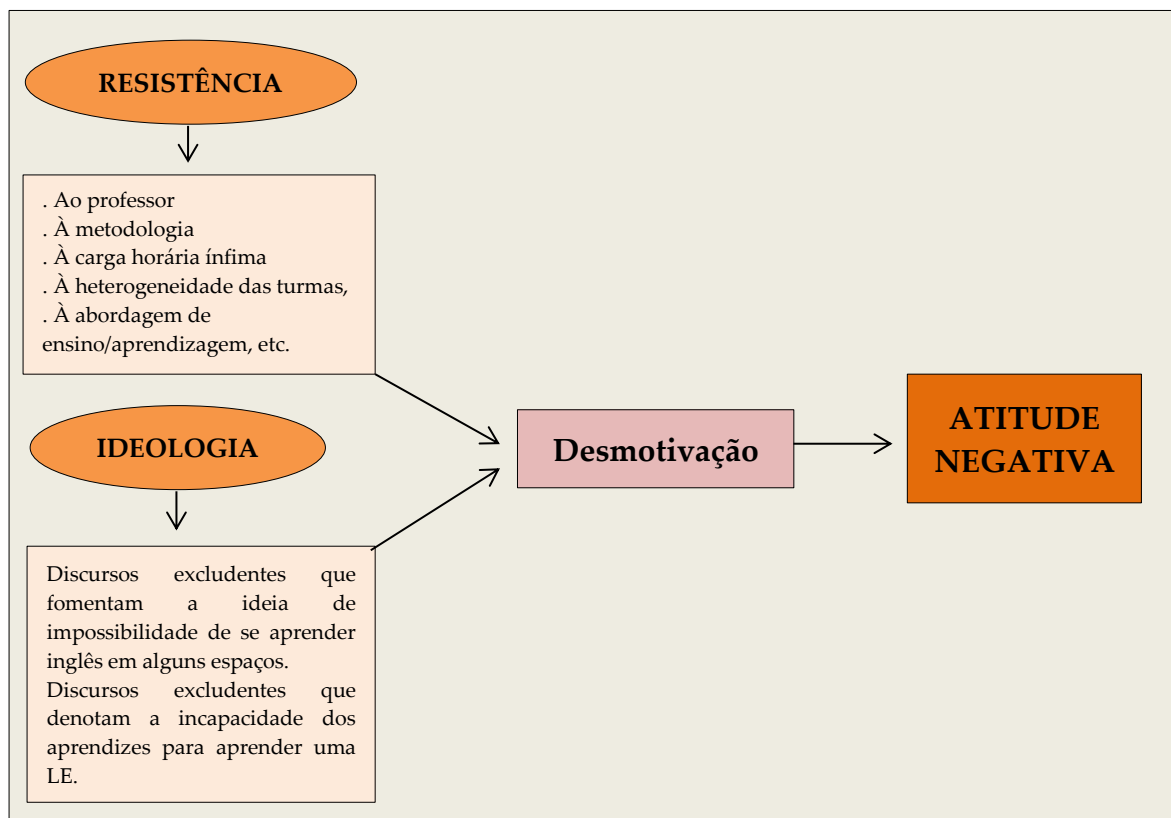 RESISTÊNCIA
. Ao professor
. À metodologia
. À carga horária ínfima
. À heterogeneidade das turmas,
. À abordagem de
ensino/aprendizagem, etc.
IDEOLOGIA
Discursos excludentes que
fomentam a ideia de
impossibilidade de se aprender
inglês em alguns espaços.
Discursos excludentes que
denotam a incapacidade dos
aprendizes para aprender uma
LE.
Desmotivação
ATITUDE
NEGATIVA